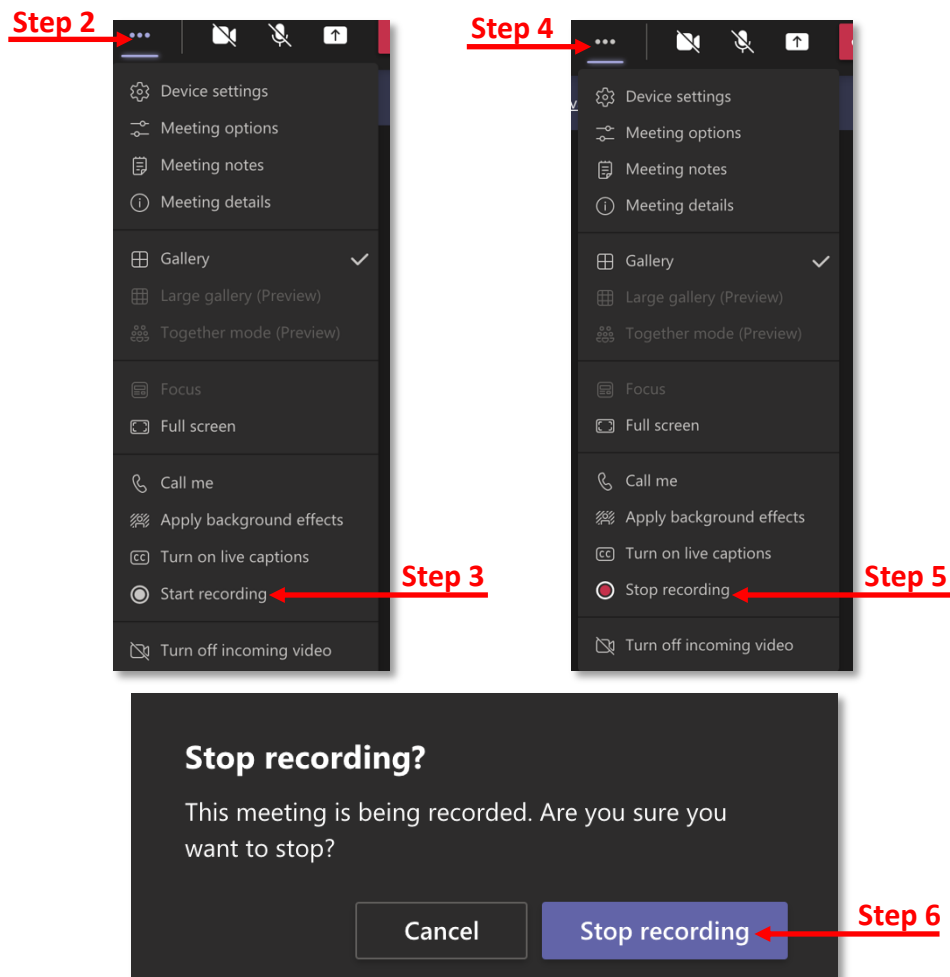 Step 2
Device settings
Meeting options
Meeting notes
Meeting details
Gallery
Large gallery (Preview)
Together mode (Preview)
Focus
Full screen
Call me
Apply background effects
CC Turn on live captions
Start recording
Step 3
Turn off incoming video
Step 4
v
Device settings
Meeting options
Meeting notes
Meeting details
Gallery
Large gallery (Preview)
Together mode (Preview)
Focus
Full screen
Call me
Apply background effects
CC Turn on live captions
Stop recording
Step 5
Turn off incoming video
Stop recording?
This meeting is being recorded. Are you sure you
want to stop?
Cancel
Stop recording
Step 6